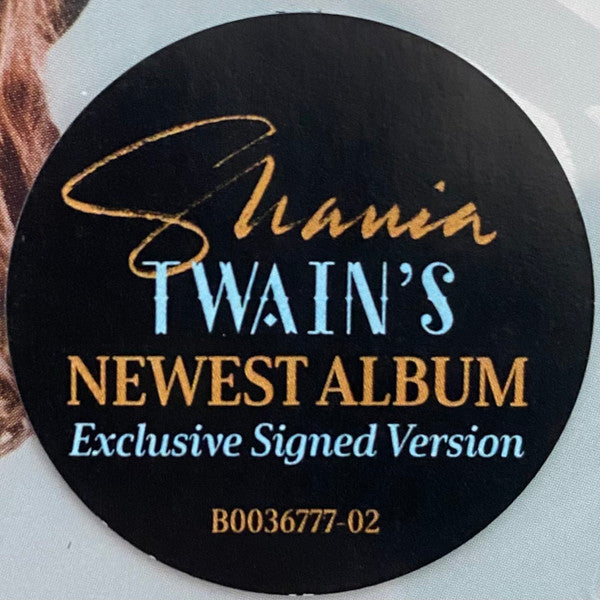 Shania
TWAIN'S
NEWEST ALBUM
Exclusive Signed Version
B0036777-02